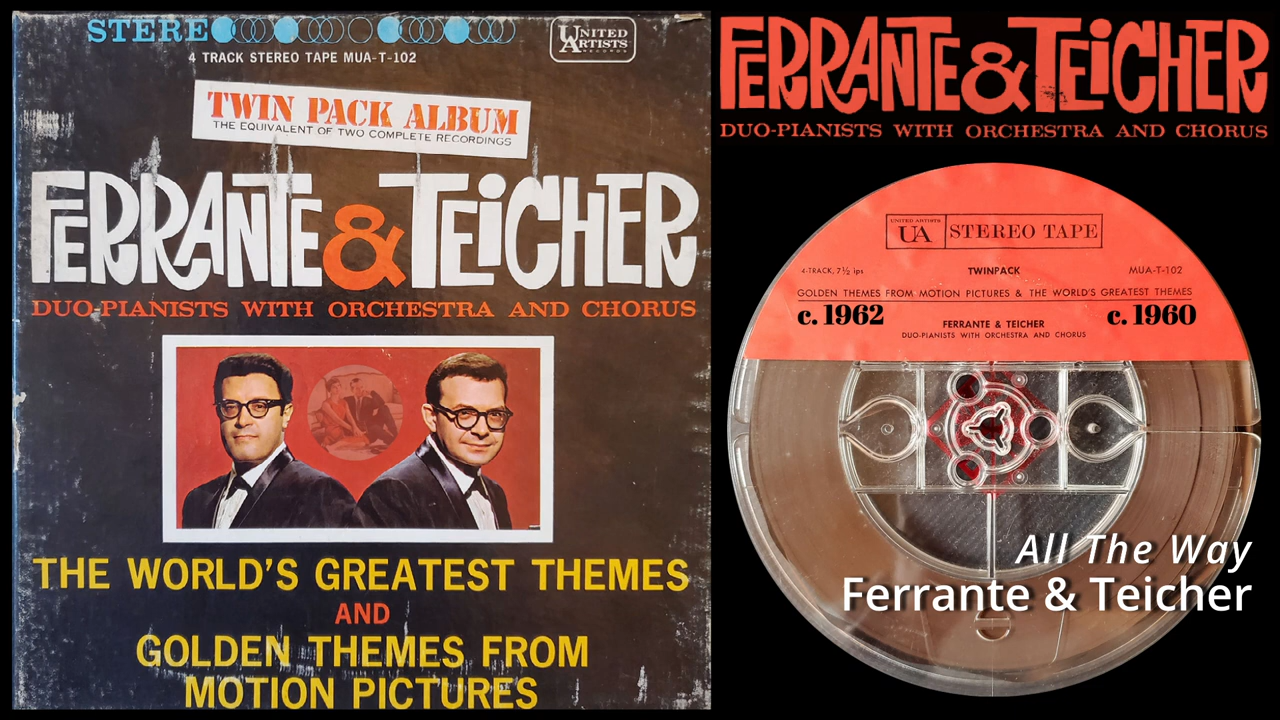 STEREO
UNITED
ARTISTS
RECORDS
4 TRACK STEREO TAPE MUA-T-102
TWIN PACK ALBUM
THE EQUIVALENT OF TWO COMPLETE RECORDINGS
FERRANTE & TEiCHER
DUO-PIANISTS WITH ORCHESTRA AND CHORUS
THE WORLD'S GREATEST THEMES
AND
GOLDEN THEMES FROM
MOTION PICTURES
FERRANTE & TEiCHER
DUO-PIANISTS WITH ORCHESTRA AND CHORUS
UNITED ARTISTS
UA STEREO TAPE
4-TRACK, 7½ ips TWINPACK MUA-T-102
GOLDEN THEMES FROM MOTION PICTURES & THE WORLD'S GREATEST THEMES
c. 1962 c. 1960
FERRANTE & TEICHER
DUO-PIANISTS WITH ORCHESTRA AND CHORUS
All The Way
Ferrante & Teicher